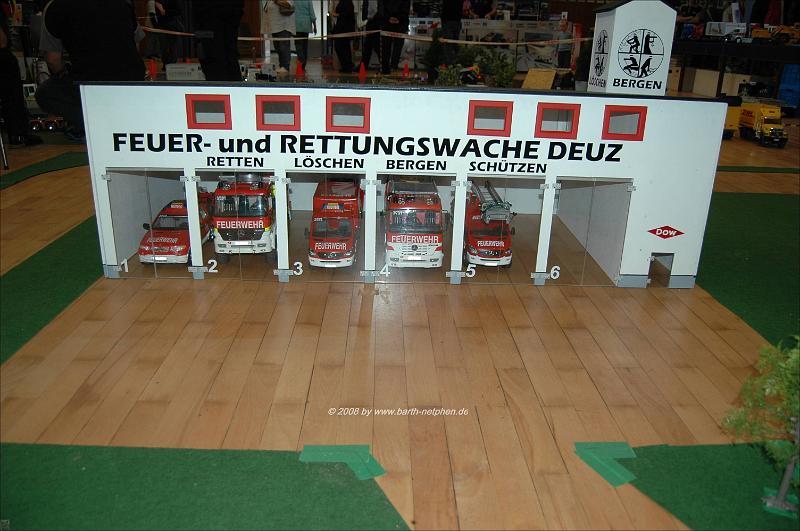 LÖSCHEN BERGEN
FEUER- und RETTUNGSWACHE DEUZ
RETTEN LÖSCHEN BERGEN SCHÜTZEN
FEUERWEHR FEUERWEHR FEUERWEHR FEUERWEHR FEUERWEHR
DOW
1 2 3 4 5 6
© 2008 by www.barth-netphen.de